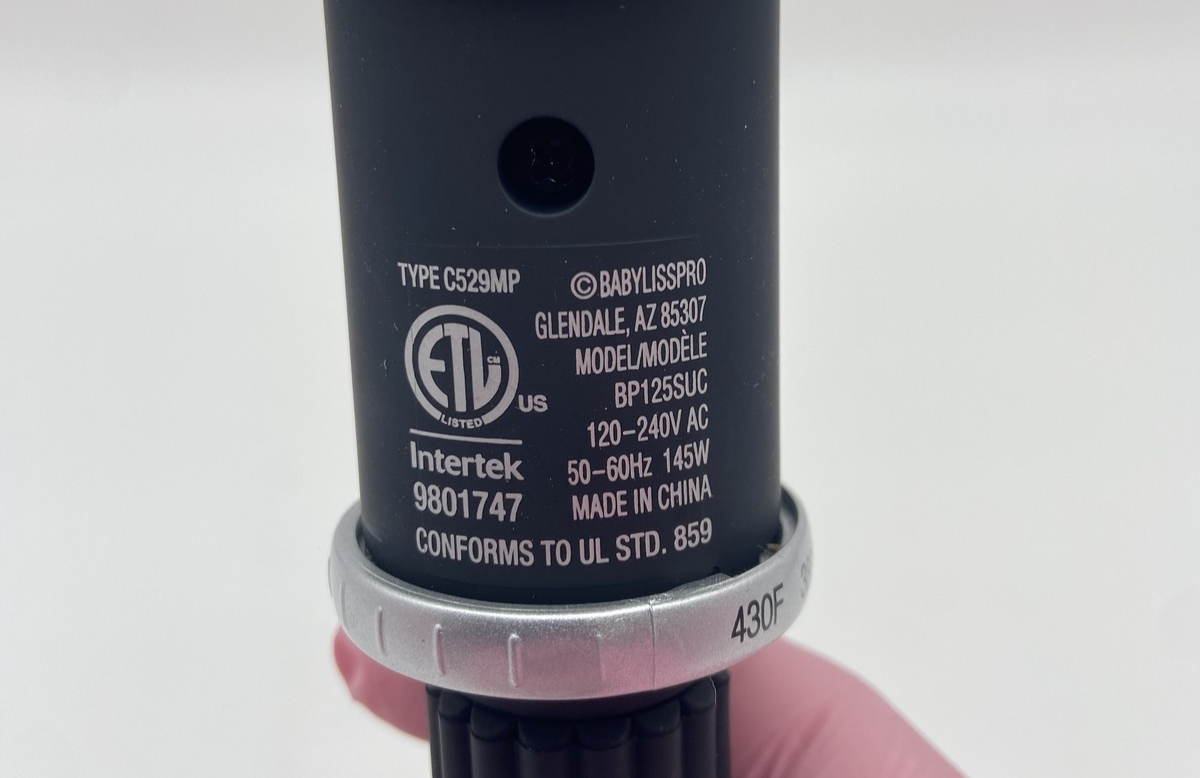 TYPE C529MP
ETL CM
LISTED
US
Intertek
9801747
©BABYLISSPRO
GLENDALE, AZ 85307
MODEL/MODÈLE
BP125SUC
120–240V AC
50–60Hz 145W
MADE IN CHINA
CONFORMS TO UL STD. 859
430F